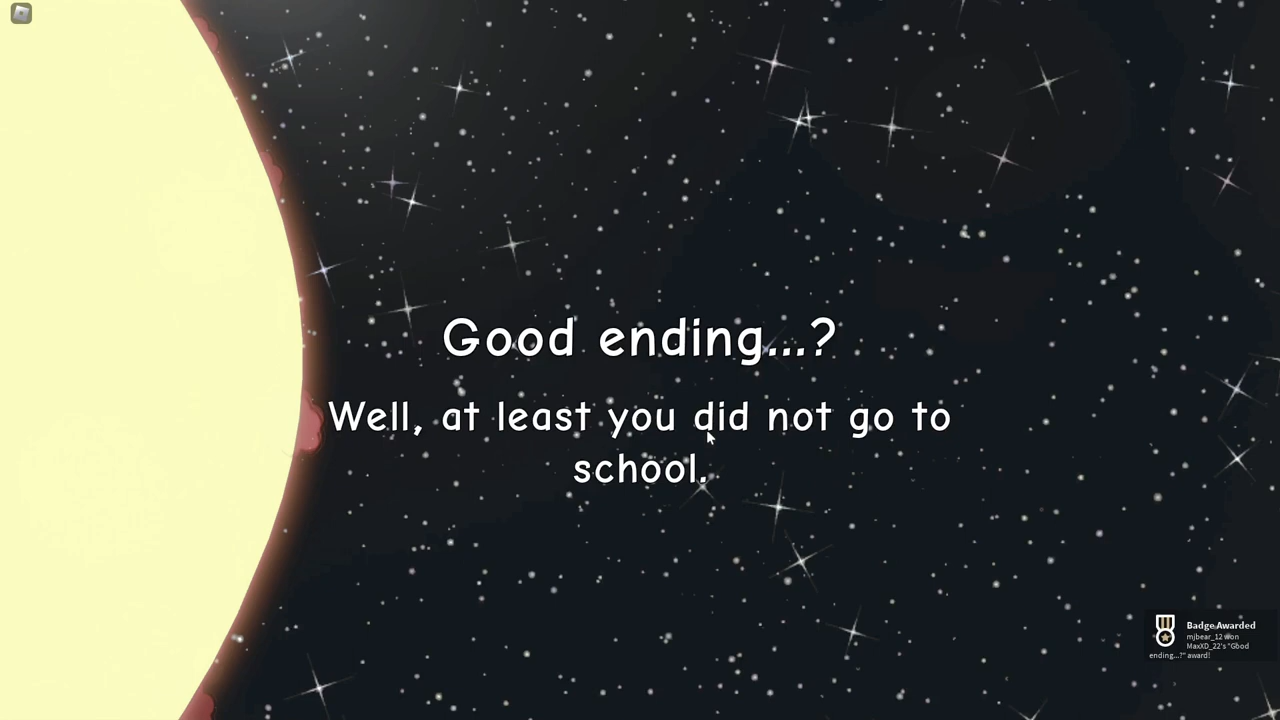 Good ending...?
Well, at least you did not go to
school.
Badge Awarded
mjbear_12 won
MaxXD_22's "Good
ending...?" award!